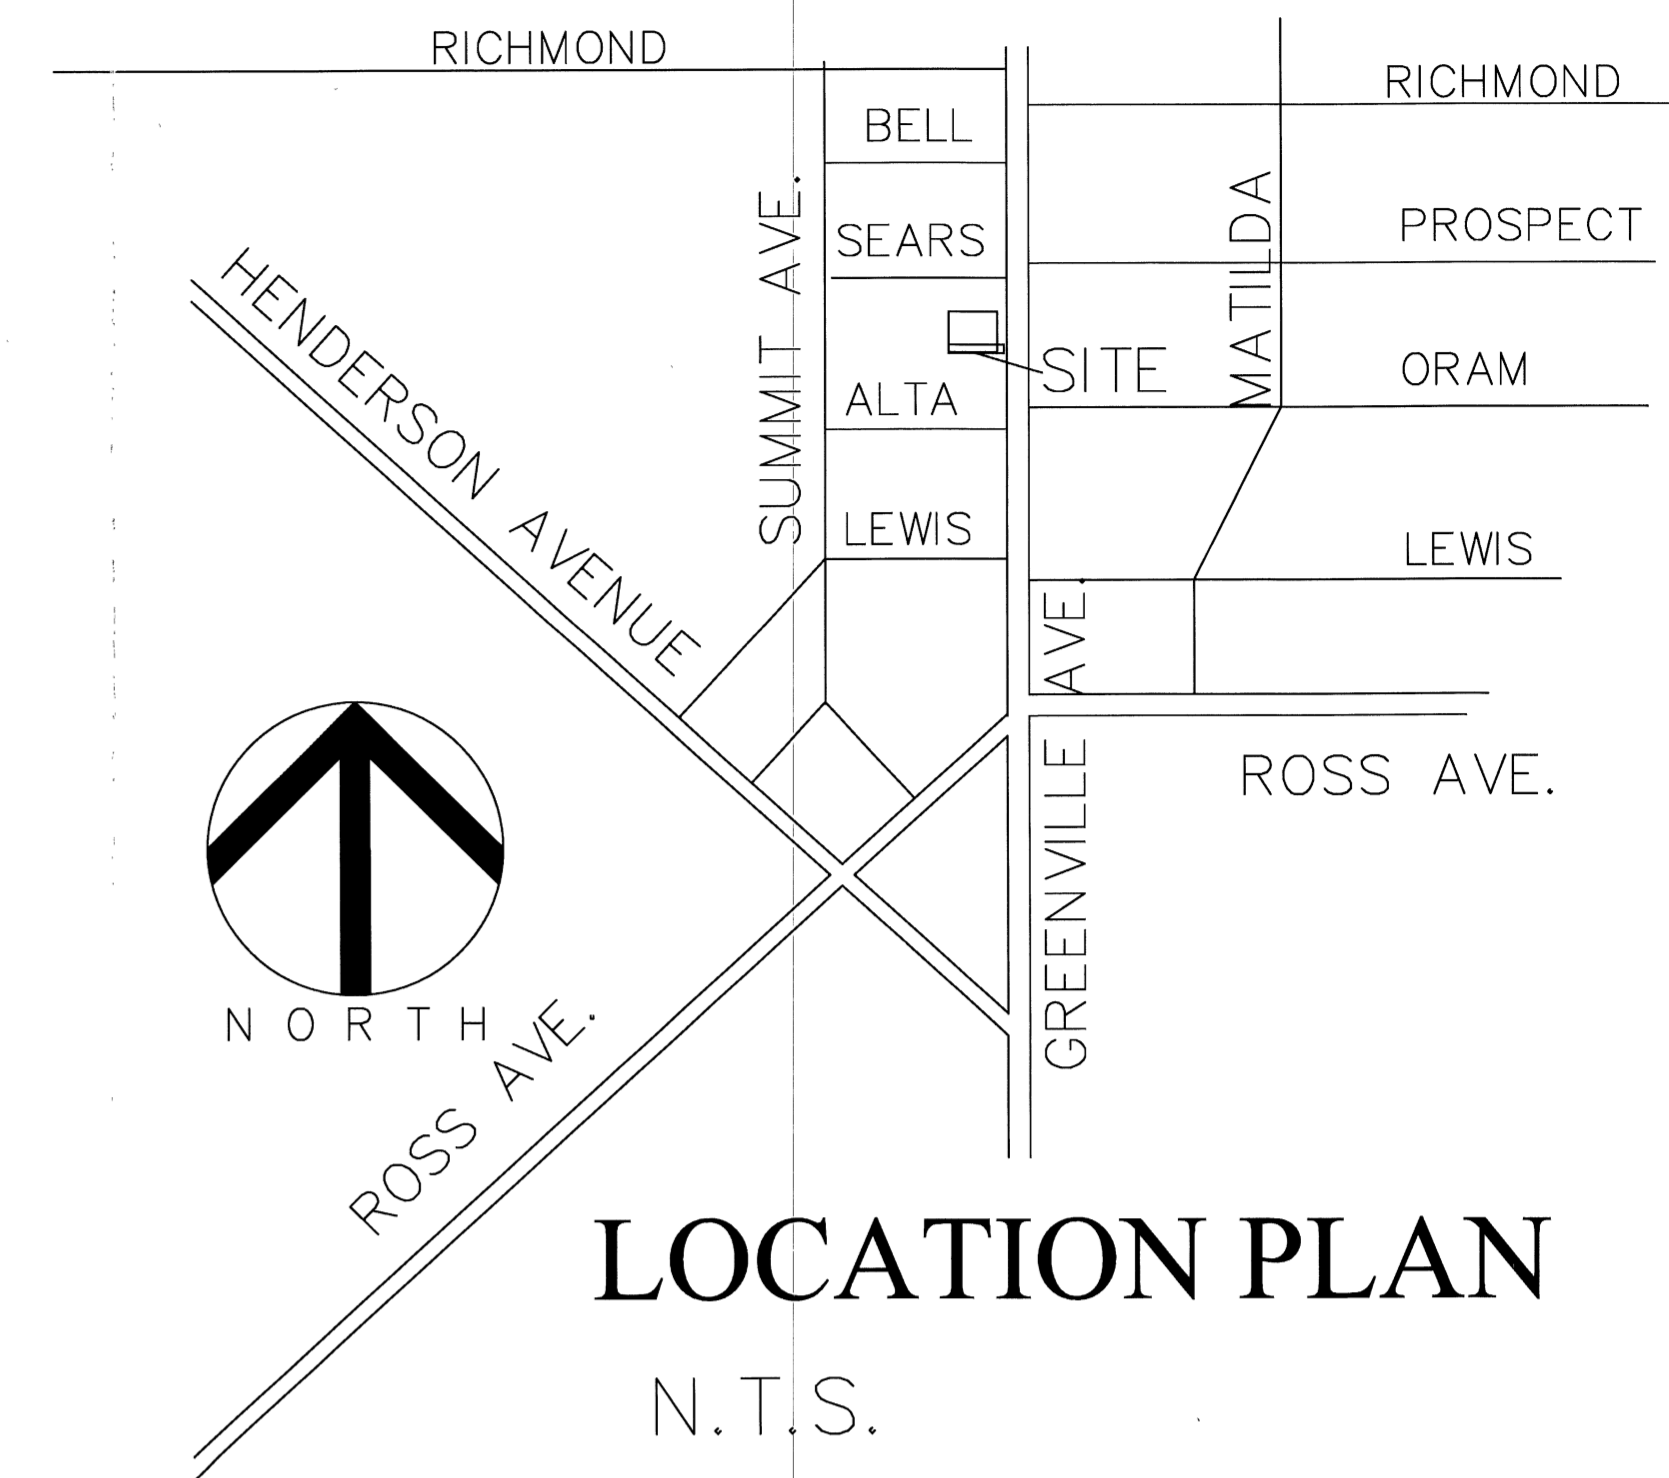 RICHMOND
RICHMOND
BELL
SUMMIT AVE.
SEARS
MATILDA
PROSPECT
HENDERSON AVENUE
SITE
ORAM
ALTA
LEWIS
LEWIS
GREENVILLE AVE.
ROSS AVE.
NORTH
ROSS AVE.
LOCATION PLAN
N.T.S.